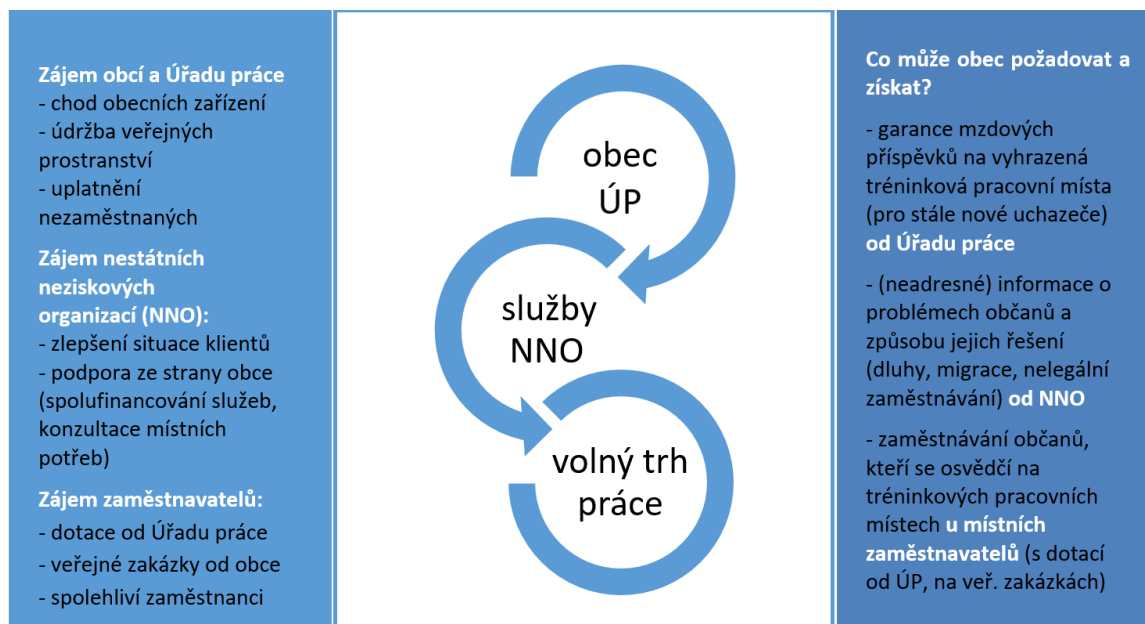 Zájem obcí a Úřadu práce
- chod obecních zařízení
- údržba veřejných
prostranství
- uplatnění
nezaměstnaných
Zájem nestátních
neziskových
organizací (NNO):
- zlepšení situace klientů
- podpora ze strany obce
(spolufinancování služeb,
konzultace místních
potřeb)
Zájem zaměstnavatelů:
- dotace od Úřadu práce
- veřejné zakázky od obce
- spolehliví zaměstnanci
obec
ÚP
služby
NNO
volný trh
práce
Co může obec požadovat a
získat?
- garance mzdových
příspěvků na vyhrazená
tréninková pracovní místa
(pro stále nové uchazeče)
od Úřadu práce
- (neadresné) informace o
problémech občanů a
způsobu jejich řešení
(dluhy, migrace, nelegální
zaměstnávání) od NNO
- zaměstnávání občanů,
kteří se osvědčí na
tréninkových pracovních
místech u místních
zaměstnavatelů (s dotací
od ÚP, na veř. zakázkách)